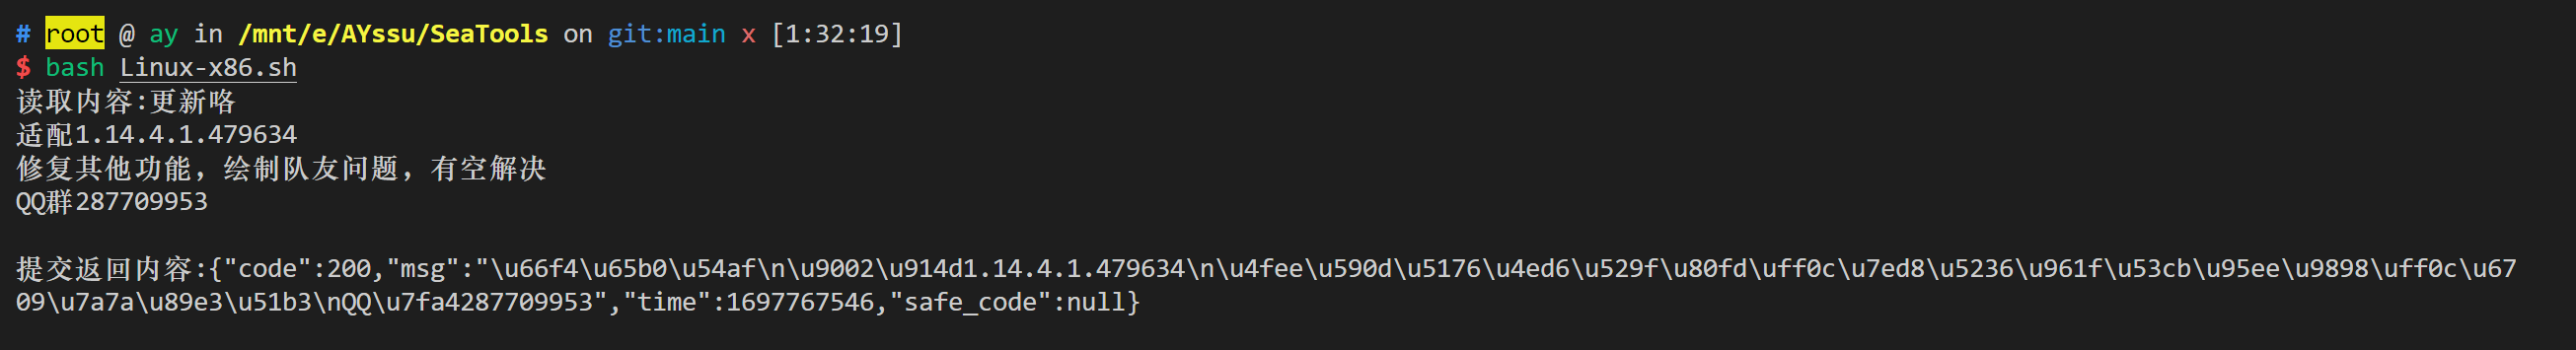 # root @ ay in /mnt/e/AYssu/SeaTools on git:main x [1:32:19]
$ bash Linux-x86.sh
读取内容:更新咯
适配1.14.4.1.479634
修复其他功能，绘制队友问题，有空解决
QQ群287709953
提交返回内容:{"code":200,"msg":"\u66f4\u65b0\u54af\n\u9002\u914d1.14.4.1.479634\n\u4fee\u590d\u5176\u4ed6\u529f\u80fd\uff0c\u7ed8\u5236\u961f\u53cb\u95ee\u9898\uff0c\u67
09\u7a7a\u89e3\u51b3\nQQ\u7fa4287709953","time":1697767546,"safe_code":null}